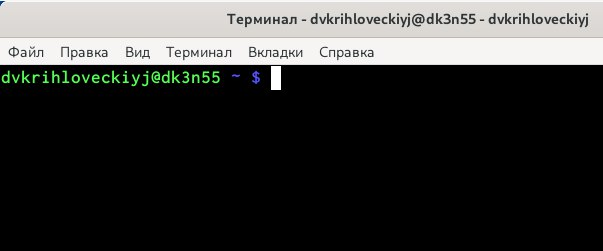 Терминал - dvkrihloveckiyj@dk3n55 - dvkrihloveckiyj
Файл Правка Вид Терминал Вкладки Справка
dvkrihloveckiyj@dk3n55 ~ $